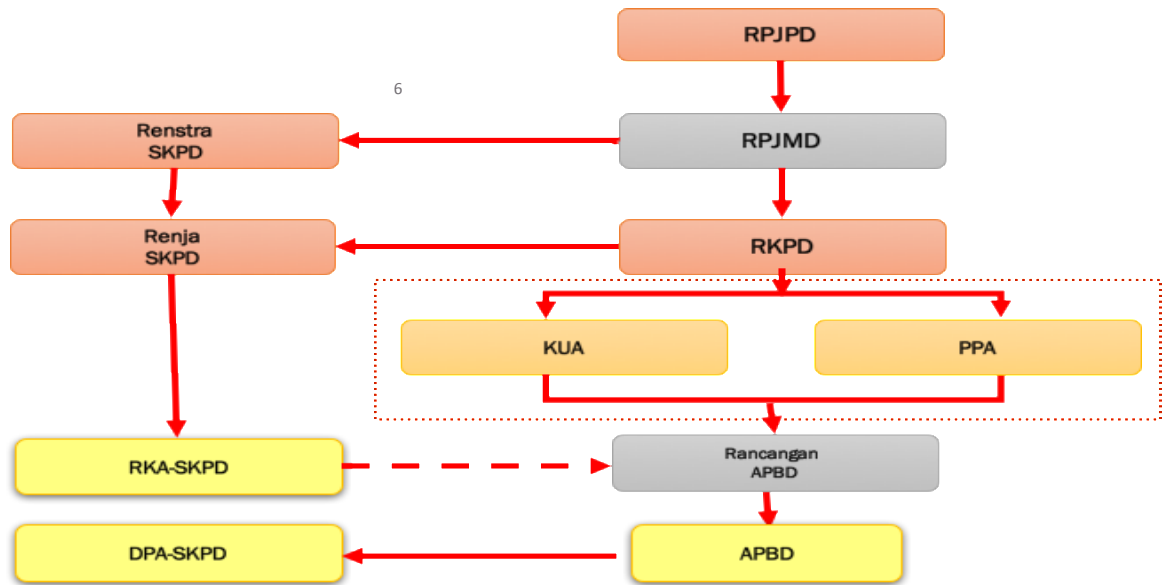 RPJPD
6
Renstra
SKPD
RPJMD
Renja
SKPD
RKPD
KUA
PPA
RKA-SKPD
Rancangan
APBD
DPA-SKPD
APBD